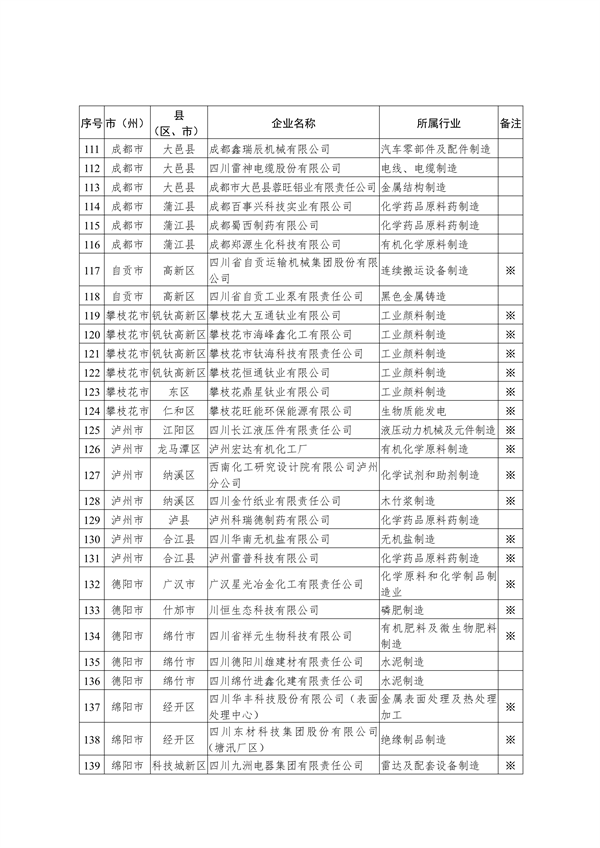 序号 市（州） 县（区、市） 企业名称 所属行业 备注
111 成都市 大邑县 成都鑫瑞辰机械有限公司 汽车零部件及配件制造
112 成都市 大邑县 四川雷神电缆股份有限公司 电线、电缆制造
113 成都市 大邑县 成都市大邑县蓉旺铝业有限责任公司 金属结构制造
114 成都市 蒲江县 成都百事兴科技实业有限公司 化学药品原料药制造
115 成都市 蒲江县 成都蜀西制药有限公司 化学药品原料药制造
116 成都市 蒲江县 成都郑源生化科技有限公司 有机化学原料制造
117 自贡市 高新区 四川省自贡运输机械集团股份有限公司 连续搬运设备制造 ※
118 自贡市 高新区 四川省自贡工业泵有限责任公司 黑色金属铸造
119 攀枝花市 钒钛高新区 攀枝花大互通钛业有限公司 工业颜料制造 ※
120 攀枝花市 钒钛高新区 攀枝花市海峰鑫化工有限公司 工业颜料制造 ※
121 攀枝花市 钒钛高新区 攀枝花市钛海科技有限责任公司 工业颜料制造 ※
122 攀枝花市 钒钛高新区 攀枝花恒通钛业有限公司 工业颜料制造 ※
123 攀枝花市 东区 攀枝花鼎星钛业有限公司 工业颜料制造 ※
124 攀枝花市 仁和区 攀枝花旺能环保能源有限公司 生物质能发电 ※
125 泸州市 江阳区 四川长江液压件有限责任公司 液压动力机械及元件制造 ※
126 泸州市 龙马潭区 泸州宏达有机化工厂 有机化学原料制造 ※
127 泸州市 纳溪区 西南化工研究设计院有限公司泸州分公司 化学试剂和助剂制造 ※
128 泸州市 纳溪区 四川金竹纸业有限责任公司 木竹浆制造 ※
129 泸州市 泸县 泸州科瑞德制药有限公司 化学药品原料药制造
130 泸州市 合江县 四川华南无机盐有限公司 无机盐制造 ※
131 泸州市 合江县 泸州雷普科技有限公司 化学药品原料药制造 ※
132 德阳市 广汉市 广汉星光冶金化工有限责任公司 化学原料和化学制品制造业 ※
133 德阳市 什邡市 川恒生态科技有限公司 磷肥制造 ※
134 德阳市 绵竹市 四川省祥元生物科技有限公司 有机肥料及微生物肥料制造 ※
135 德阳市 绵竹市 四川德阳川雄建材有限责任公司 水泥制造
136 德阳市 绵竹市 四川绵竹进鑫化建有限责任公司 水泥制造
137 绵阳市 经开区 四川华丰科技股份有限公司（表面处理中心） 金属表面处理及热处理加工 ※
138 绵阳市 经开区 四川东材科技集团股份有限公司（塘汛厂区） 绝缘制品制造 ※
139 绵阳市 科技城新区 四川九洲电器集团有限责任公司 雷达及配套设备制造 ※